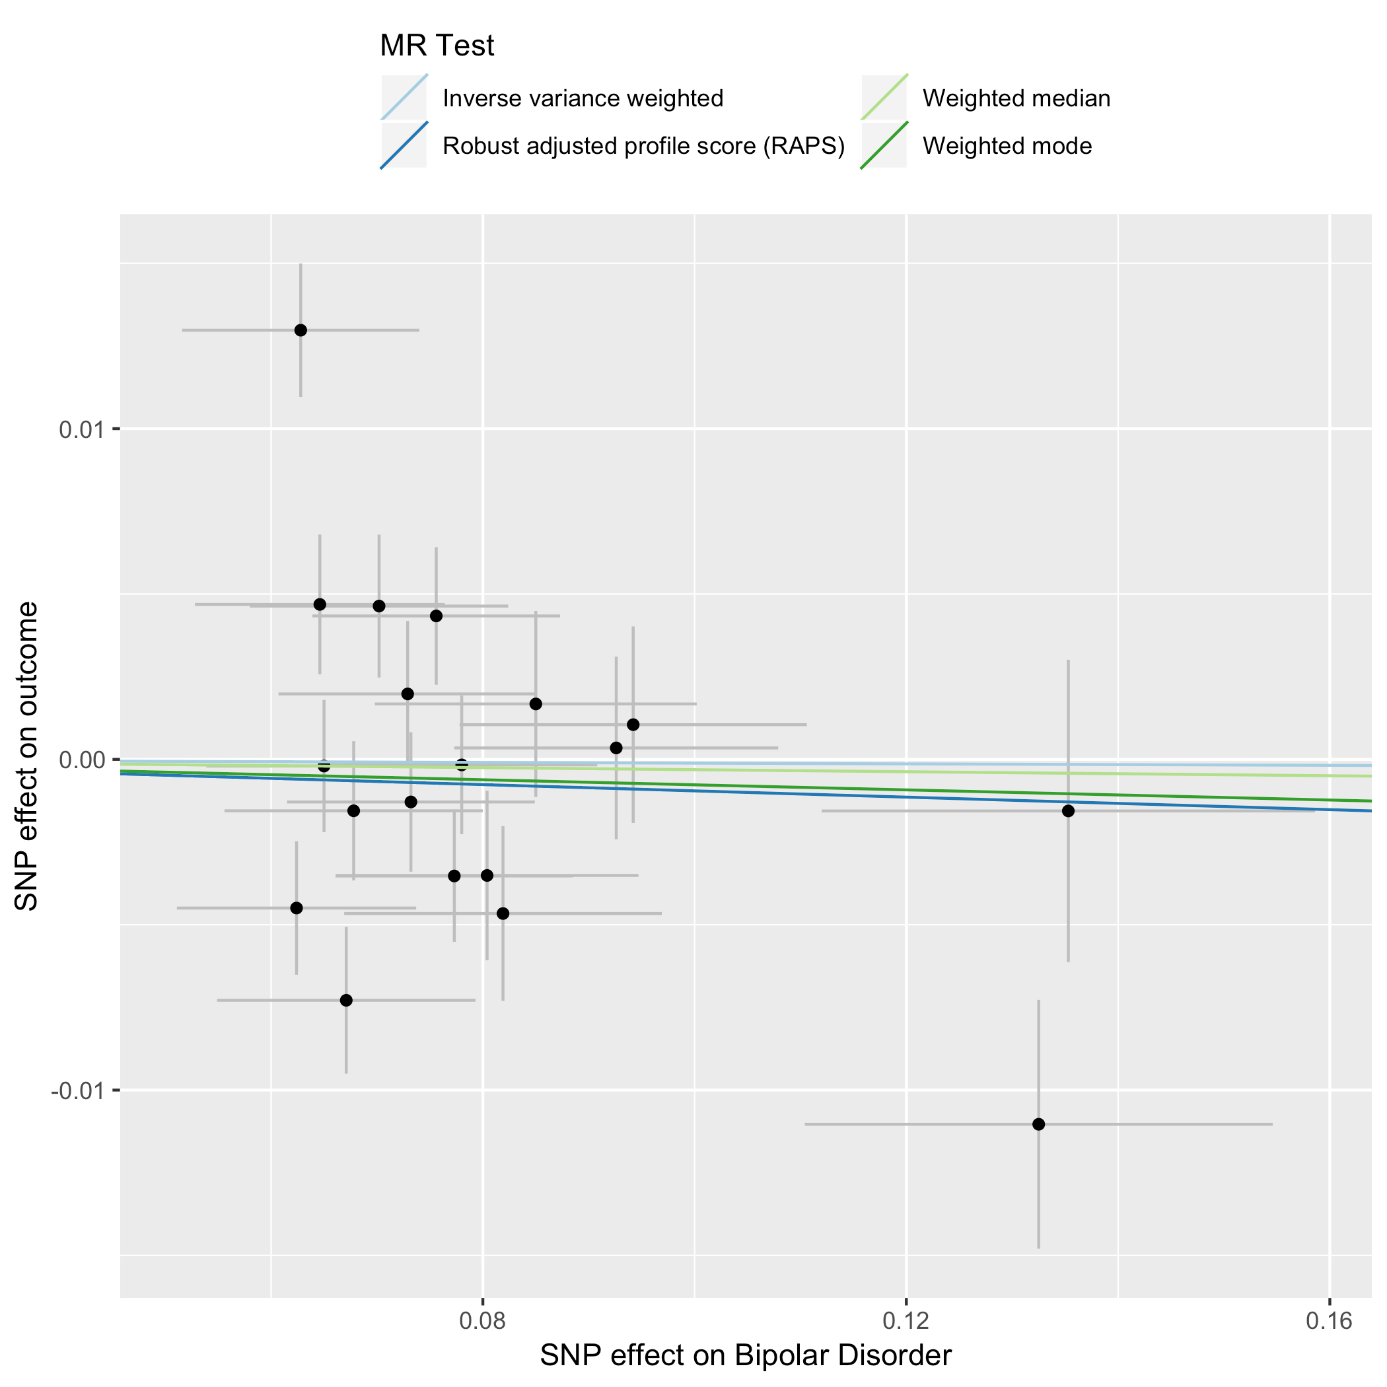 MR Test
Inverse variance weighted
Weighted median
Robust adjusted profile score (RAPS)
Weighted mode
SNP effect on outcome
0.01
0.00
-0.01
0.08
0.12
0.16
SNP effect on Bipolar Disorder